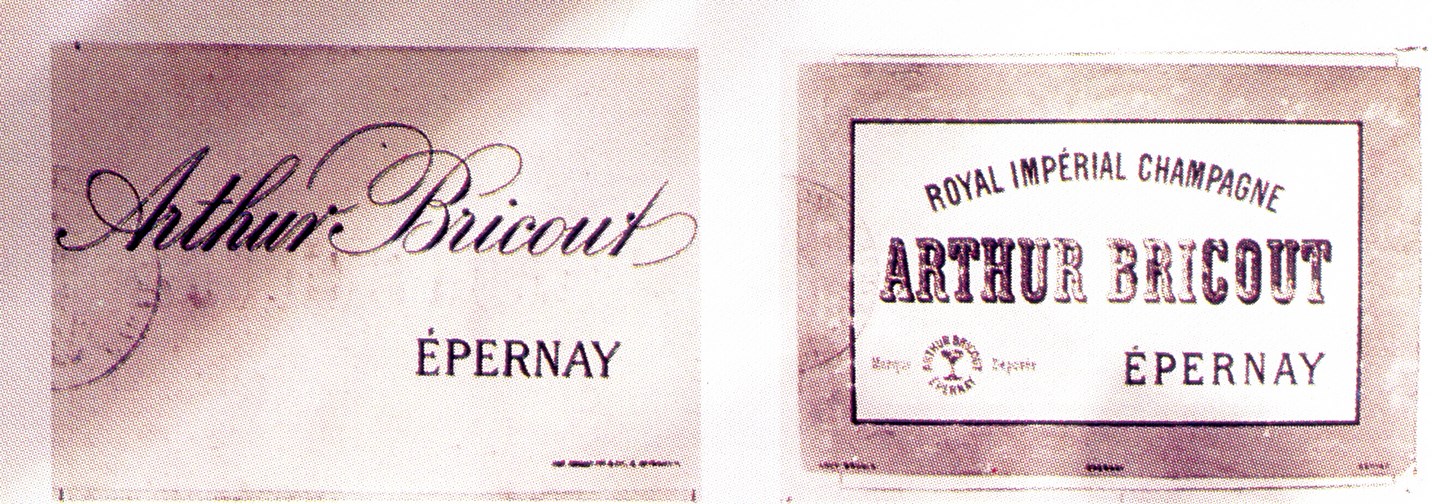 Arthur Bricout
ÉPERNAY
ROYAL IMPÉRIAL CHAMPAGNE
ARTHUR BRICOUT
Marque Déposée
ARTHUR BRICOUT
ÉPERNAY
ÉPERNAY